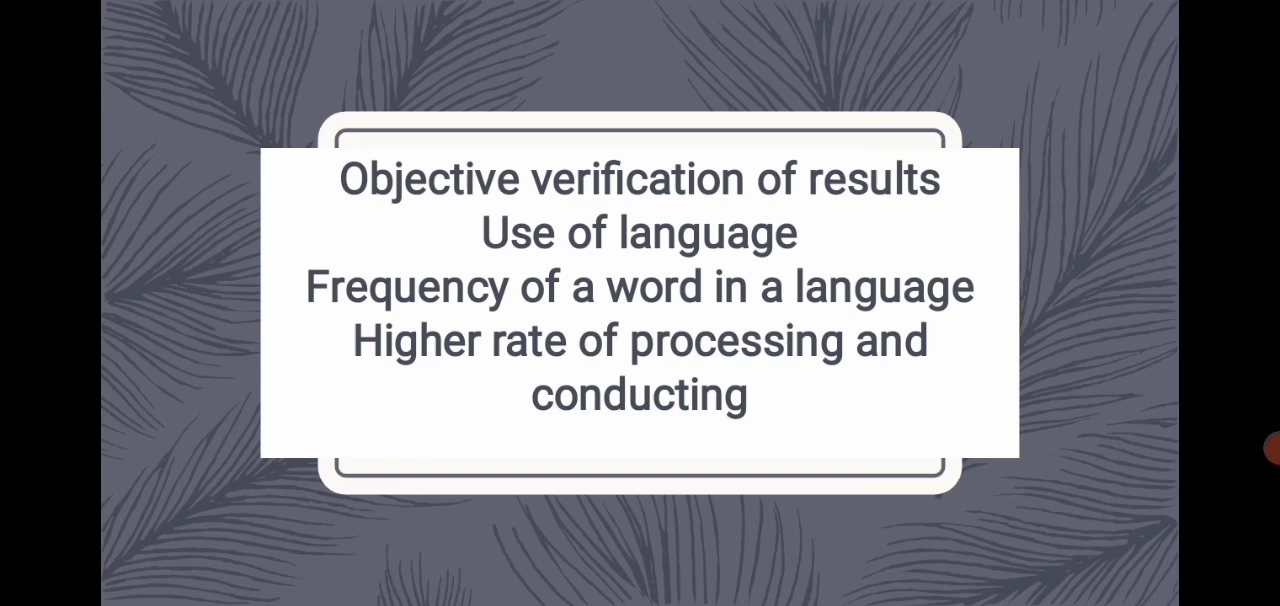 Objective verification of results
Use of language
Frequency of a word in a language
Higher rate of processing and
conducting